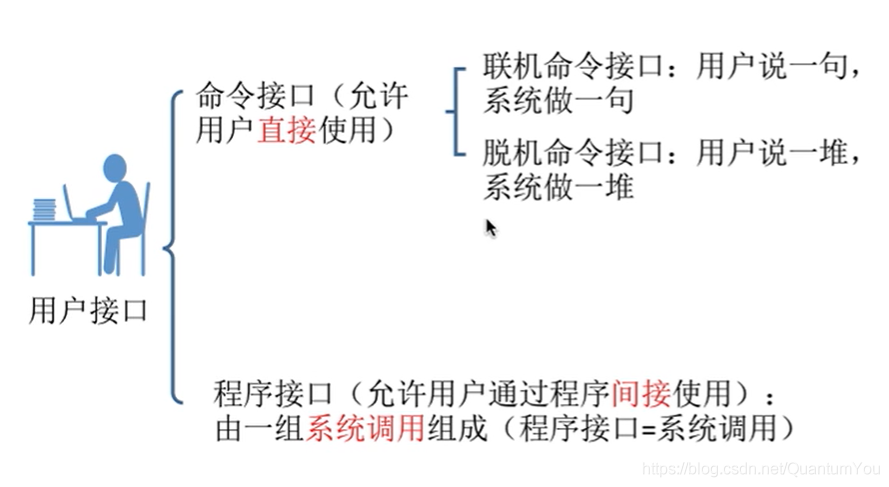 命令接口（允许
用户直接使用）
联机命令接口：用户说一句，
系统做一句
脱机命令接口：用户说一堆，
系统做一堆
用户接口
程序接口（允许用户通过程序间接使用）：
由一组系统调用组成（程序接口=系统调用）
https://blog.csdn.net/QuantumYou